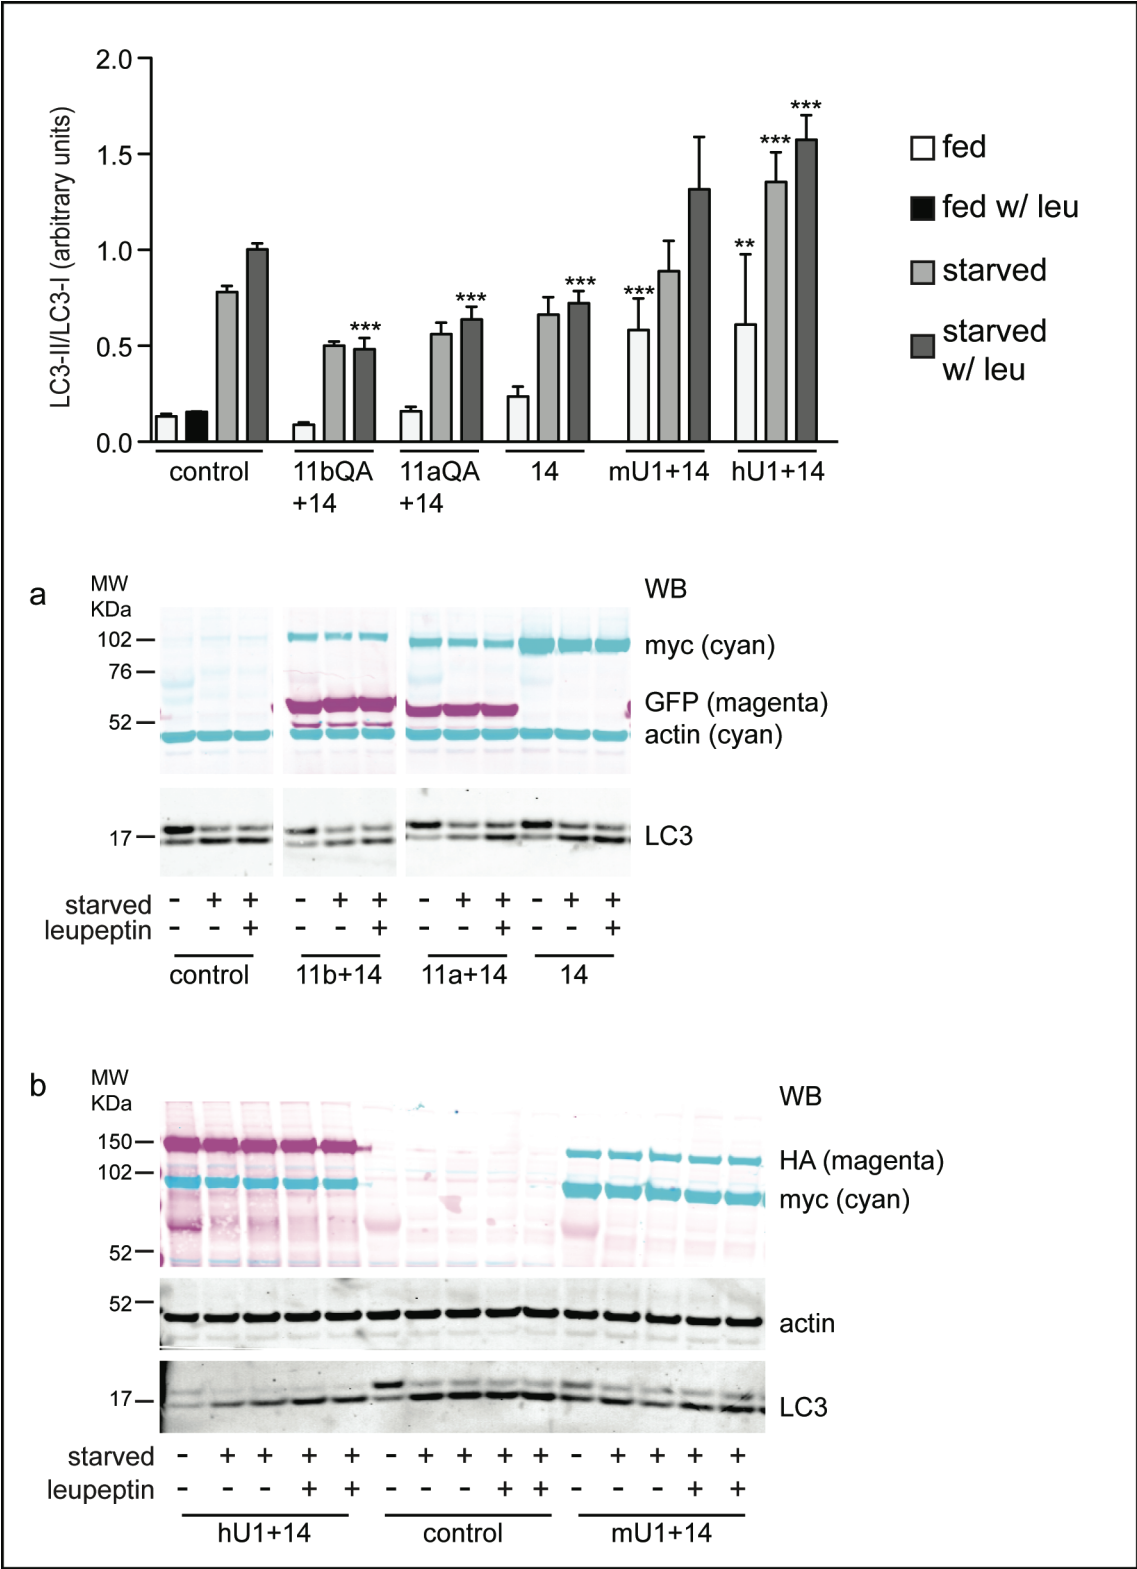 LC3-II/LC3-I (arbitrary units)
2.0
1.5
1.0
0.5
0.0
*** *** *** *** ** *** ***
fed
fed w/ leu
starved
starved
w/ leu
control 11bQA 11aQA 14 mU1+14 hU1+14
+14 +14
a
MW
KDa
WB
102
76
52
myc (cyan)
GFP (magenta)
actin (cyan)
17
LC3
starved - + + - + + - + + - + +
leupeptin - - + - - + - - + - - +
control 11b+14 11a+14 14
b
MW
KDa
WB
150
102
52
HA (magenta)
myc (cyan)
52
actin
17
LC3
starved - + + + + - + + + + - + + + +
leupeptin - - - + + - - - + + - - - + +
hU1+14 control mU1+14